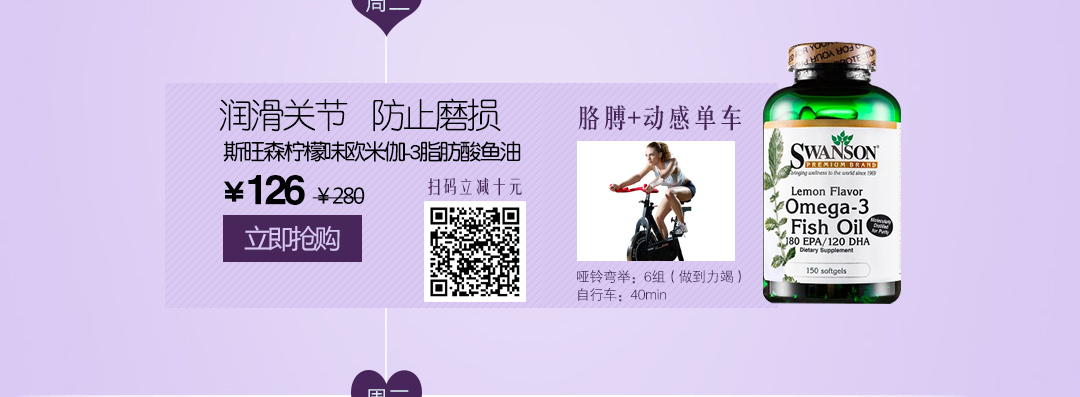 周二
润滑关节 防止磨损
斯旺森柠檬味欧米伽-3脂肪酸鱼油
¥126 ¥280
立即抢购
扫码立减十元
胳膊+动感单车
哑铃弯举：6组（做到力竭）
自行车：40min
SWANSON
PREMIUM BRAND
bringing wellness to the world since 1969
Lemon Flavor
Omega-3
Fish Oil
180 EPA/120 DHA
Dietary Supplement
Molecularly
Distilled
for Purity
150 softgels